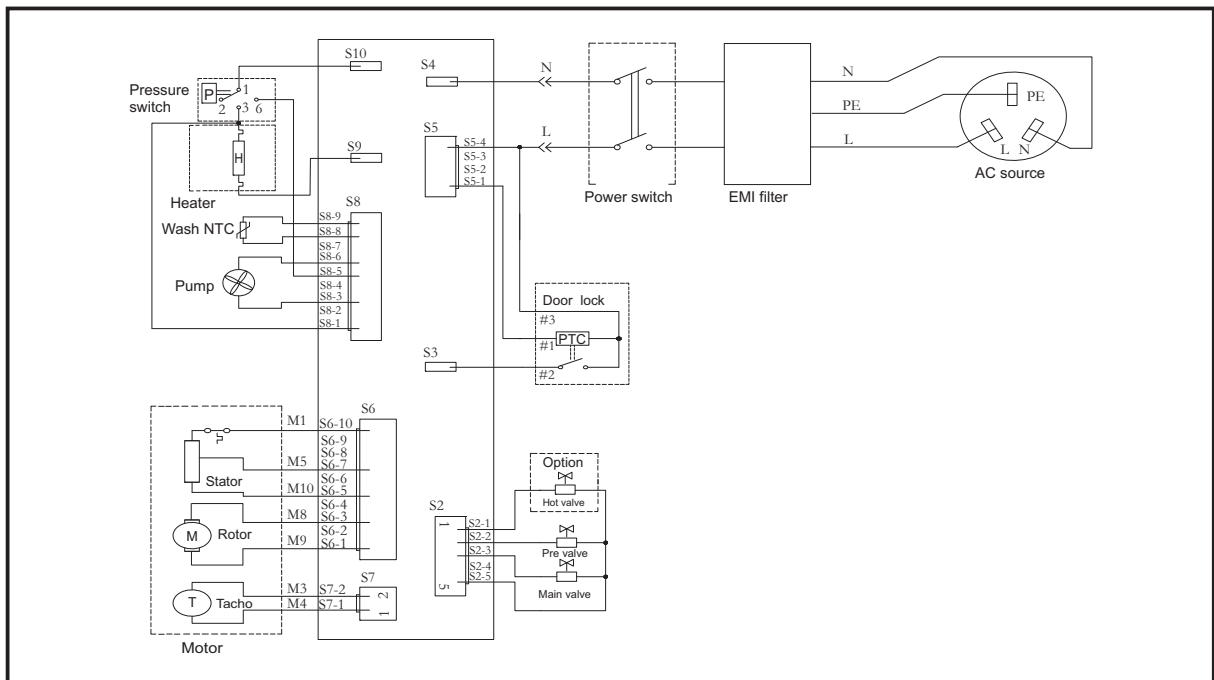 S10
Pressure switch
P
1
2
3
6
H
Heater
S9
S8
Wash NTC
S8-9
S8-8
S8-7
S8-6
S8-5
S8-4
S8-3
S8-2
S8-1
Pump
S4
S5
S5-4
S5-3
S5-2
S5-1
N
L
Power switch
EMI filter
N
PE
L
PE
L N
AC source
Door lock
#3
#1
PTC
#2
S3
S6
M1 S6-10
S6-9
S6-8
M5 S6-7
S6-6
M10 S6-5
S6-4
M8 S6-3
S6-2
M9 S6-1
Stator
M
Rotor
S7
M3 S7-2 2
M4 S7-1 1
T
Tacho
Motor
S2
1
5
S2-1
S2-2
S2-3
S2-4
S2-5
Option
Hot valve
Pre valve
Main valve